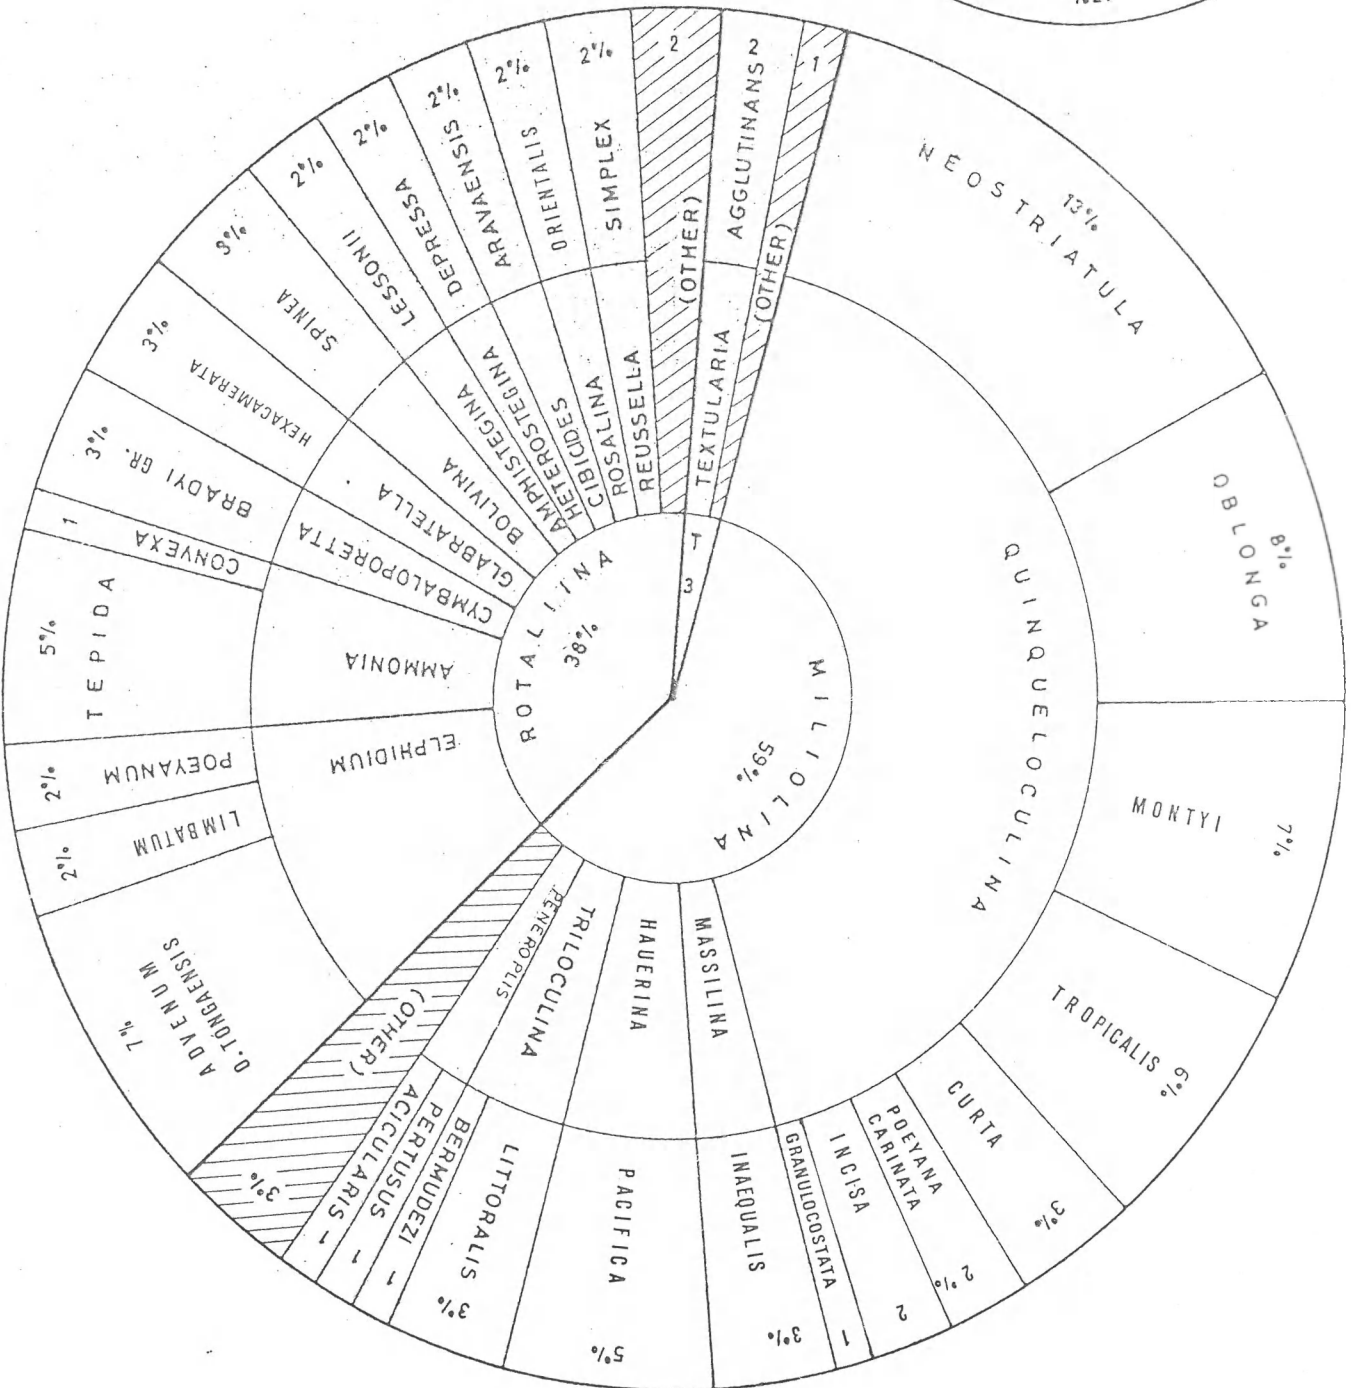 ROTALIINA
38%
T
3
MILIOLINA
59%
QUINQUELOCULINA
NEOSTRIATULA
13%
OBLONGA
8%
MONTYI
7%
TROPICALIS
6%
CURTA
3%
POEYANA
CARINATA
2%
INCISA
2
GRANULOCOSTATA
1
MASSILINA
INAEQUALIS
3%
HAUERINA
PACIFICA
5%
TRILOCULINA
LITTORALIS
3%
BERMUDEZI
1
PENEROPLIS
PERTUSUS
1
ACICULARIS
1
(OTHER)
3%
ELPHIDIUM
ADVENUM
O.TONGAENSIS
7%
LIMBATUM
2%
POEYANUM
2%
AMMONIA
TEPIDA
5%
CONVEXA
1
CYMBALOPORETTA
BRADYI GR.
3%
GLABRATELLA
HEXACAMERATA
3%
BOLIVINA
SPINEA
3%
AMPHISTEGINA
LESSONII
2%
HETEROSTEGINA
DEPRESSA
2%
CIBICIDES
ARAVAENSIS
2%
ROSALINA
ORIENTALIS
2%
REUSSELLA
SIMPLEX
2%
(OTHER)
2
TEXTULARIA
AGGLUTINANS
2
(OTHER)
1